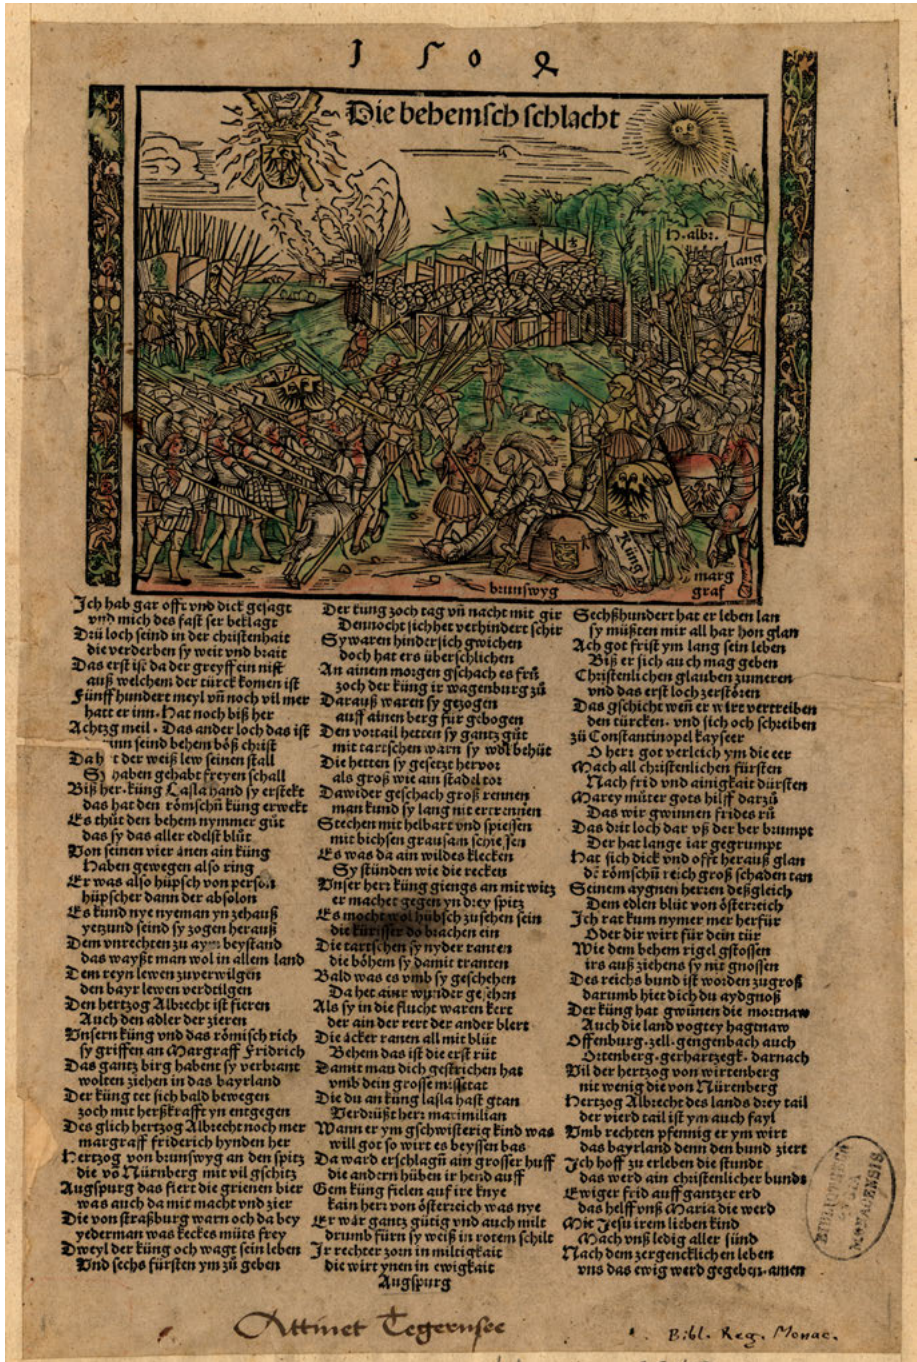 1504
Die behemsch schlacht
H. albr.
lang
Küng
brunswyg
marg
graf
Ich hab gar offt vnd dick gesagt
vnd mich des fast ser beklagt
Drü loch seind in der christenhait
die verderben sy weit vnd brait
Das erst ist da der greyff ein nist
auß welchem der türck komen ist
Fünffhundert meyl vn̄ noch vil mer
hatt er inn. Hat noch biß her
Achtzg meil. Das ander loch das ist
inn seind behem böß christ
Da der weiß lew seinen stall
Sy haben gehabt freyen schall
Biß her. küng Lasla hand sy ersteckt
das hat den römschn̄ küng erweckt
Es thüt den behem nymmer güt
das sy das aller edelst blüt
Von seinen vier änen ain küng
Haben gewegen also ring
Er was also hüpsch von person
hüpscher dann der absolon
Es kund nye nyeman yn zehauß
yetzund seind sy zogen herauß
Dem vnrechten zu beystand
das wayßt man wol in allem land
Dem reyn lewen zuverwilgen
den bayr lewen verdtilgen
Den hertzog Albrecht ist fieren
Auch den adler der zieren
Vnsern küng vnd das römisch rich
sy griffen an Margraff Fridrich
Das gantz birg habent sy verbrant
wolten ziehen in das bayrland
Der küng tet sich bald bewegen
zoch mit herßkrafft yn entgegen
Des glich hertzog Albrecht noch mer
margraff friderich hynden her
Hertzog von brunswyg an den spitz
die vō Nürnberg mit vil gschitz
Augspurg das fiert die grienen bier
was auch da mit macht vnd zier
Die von straßburg warn och da bey
yederman was keckes müts frey
Dweyl der küng och wagt sein leben
Vnd sechs fürsten ym zü geben
Der kung zoch tag vn̄ nacht mit gir
Dennocht sichhet verhindert schir
Sy waren hindersich gwichen
doch hat ers überschlichen
An ainem morgen gschach es frü
zoch der küng ir wagenburg zü
Darauß waren sy gezogen
auff ainen berg für gebogen
Den vortail hetten sy gantz güt
mit tartschen warn sy wol behüt
Die hetten sy gesetzt hervor
als groß wie ain stadel tor
Dawider geschach groß rennen
man kund sy lang nit ertrennen
Stechen mit helbart vnd spiessen
mit bichsen grausam schiessen
Es was da ain wildes klecken
Sy stünden wie die recken
Vnser herr küng giengs an mit witz
er machet gegen yn drey spitz
Es mocht wol hübsch zusehen sein
die kürisser do brachen ein
Die tartschen sy nyder ranten
die böhem sy damit tranten
Bald was es vmb sy geschehen
Da het ainr wunder gesehen
Als sy in die flucht waren kert
der ain der rert der ander blert
Die äcker ranen all mit blüt
Behem das ist die erst rüt
Damit man dich gestrichen hat
vmb dein grosse missetat
Die du an küng lasla hast gtan
Verdrüßt herr maximilian
Wann er ym gschwisterig kind was
will got so wirt es beyssen bas
Da ward erschlagn̄ ain grosser huff
die andern hüben ir hend auff
Gem küng fielen auf ire knye
kain herr von österreich was nye
Er wär gantz gütig vnd auch milt
drumb fürn sy weiß in rotem schilt
Ir rechter zorn in miltigkait
die wirt ynen in ewigkait
Augspurg
Sechßhundert hat er leben lan
sy müßten mir all har hon glan
Ach got frist ym lang sein leben
Biß er sich auch mag geben
Christenlichen glauben zumeren
vnd das erst loch zerstören
Das gschicht wen̄ er wirt vertreiben
den türcken. vnd sich och schreiben
zü Constantinopel kayseer
O herr got verleich ym die eer
Mach all christenlichen fürsten
Nach frid vnd ainigkait dürsten
Marey müter gots hilff darzü
Das wir gwinnen frides rü
Das drit loch dar vß der ber brumpt
Der hat lange iar gegrumpt
Hat sich dick vnd offt herauß glan
dē römschn̄ reich groß schaden tan
Seinem aygnen herren deßgleich
Dem edlen blüt von österreich
Ich rat kum nymer mer herfür
Oder dir wirt für dein tür
Wie dem behem rigel gstossen
irs auß ziehens sy nit gnossen
Des reichs bund ist worden zu groß
darumb hiet dich du aydgnoß
Der küng hat gwünen die mortnaw
Auch die land vogtey hagtnaw
Offenburg. zell. gengenbach auch
Ortenberg. gerhartzegk. darnach
Vil der hertzog von wirtenberg
nit wenig die von Nürenberg
Hertzog Albrecht des lands drey tail
der vierd tail ist ym auch fayl
Vmb rechten pfennig er ym wirt
das bayrland denn den bund ziert
Ich hoff zu erleben die stundt
das werd ain christenlicher bundt
Ewiger frid auff gantzer erd
das helff vnß Maria die werd
Mit Jesu irem lieben kind
Mach vnß ledig aller sünd
Nach dem zergencklichen leben
vns das ewig werd gegeben. amen
Attinet Tegernsee
Bibl. Reg. Monac.
BIBLIOTHECA
REGIA
MONACENSIS.